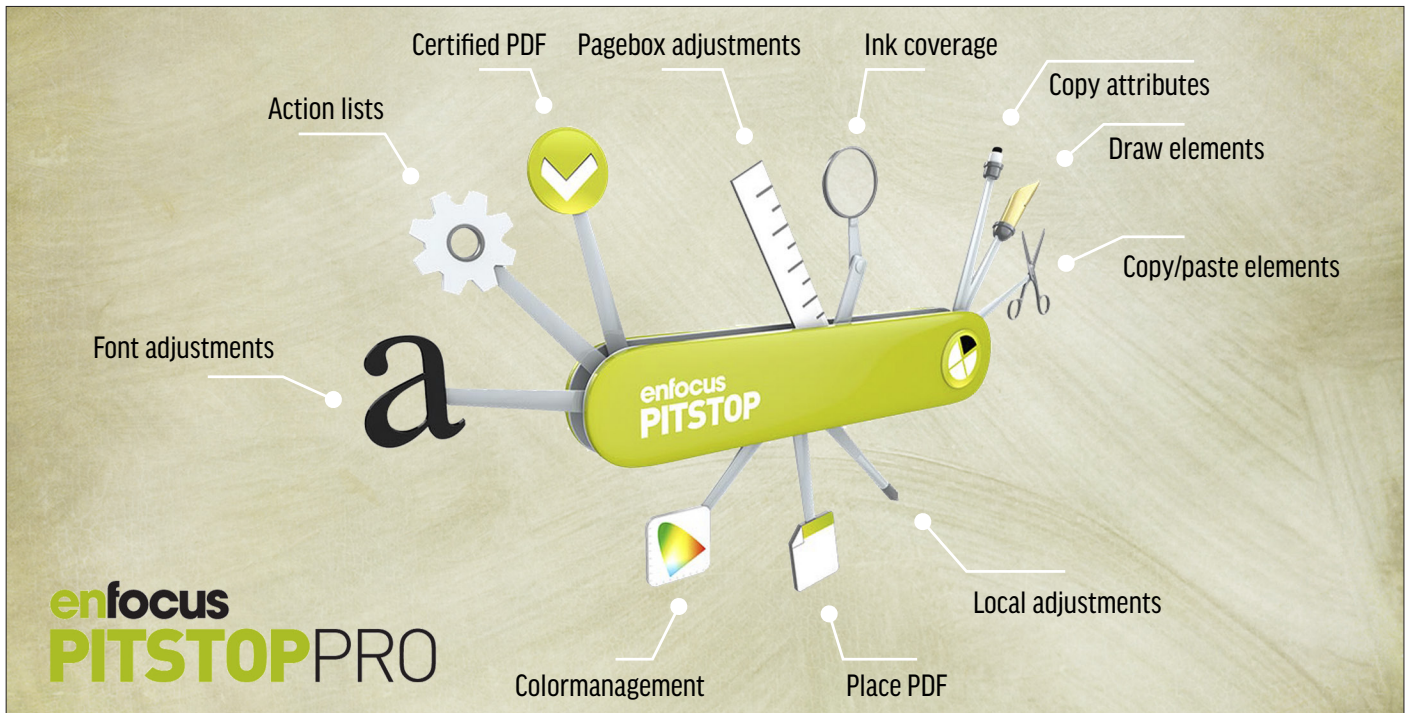 Certified PDF
Pagebox adjustments
Ink coverage
Copy attributes
Action lists
Draw elements
Copy/paste elements
Font adjustments
a
enfocus
PITSTOP
Local adjustments
enfocus
PITSTOPPRO
Colormanagement
Place PDF